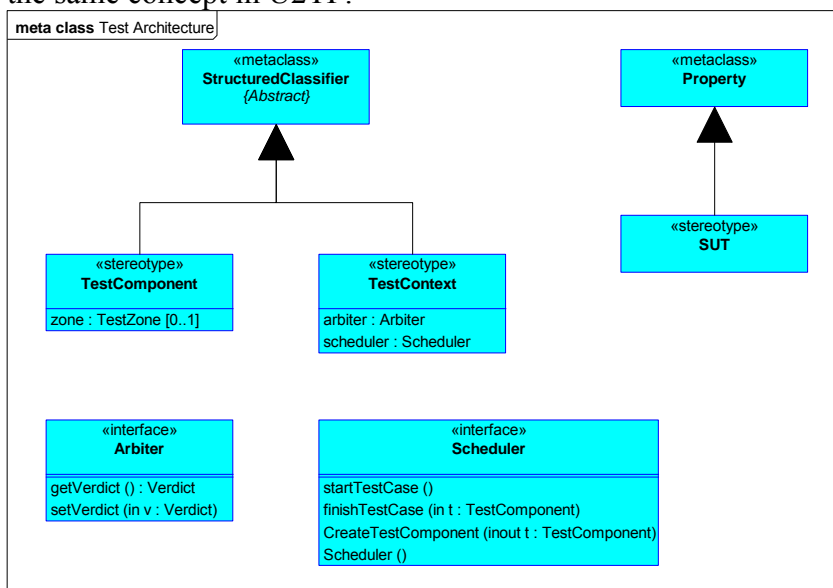 the same concept in U2TP.
meta class Test Architecture
«metaclass»
StructuredClassifier
{Abstract}
«metaclass»
Property
«stereotype»
SUT
«stereotype»
TestComponent
zone : TestZone [0..1]
«stereotype»
TestContext
arbiter : Arbiter
scheduler : Scheduler
«interface»
Arbiter
getVerdict () : Verdict
setVerdict (in v : Verdict)
«interface»
Scheduler
startTestCase ()
finishTestCase (in t : TestComponent)
CreateTestComponent (inout t : TestComponent)
Scheduler ()